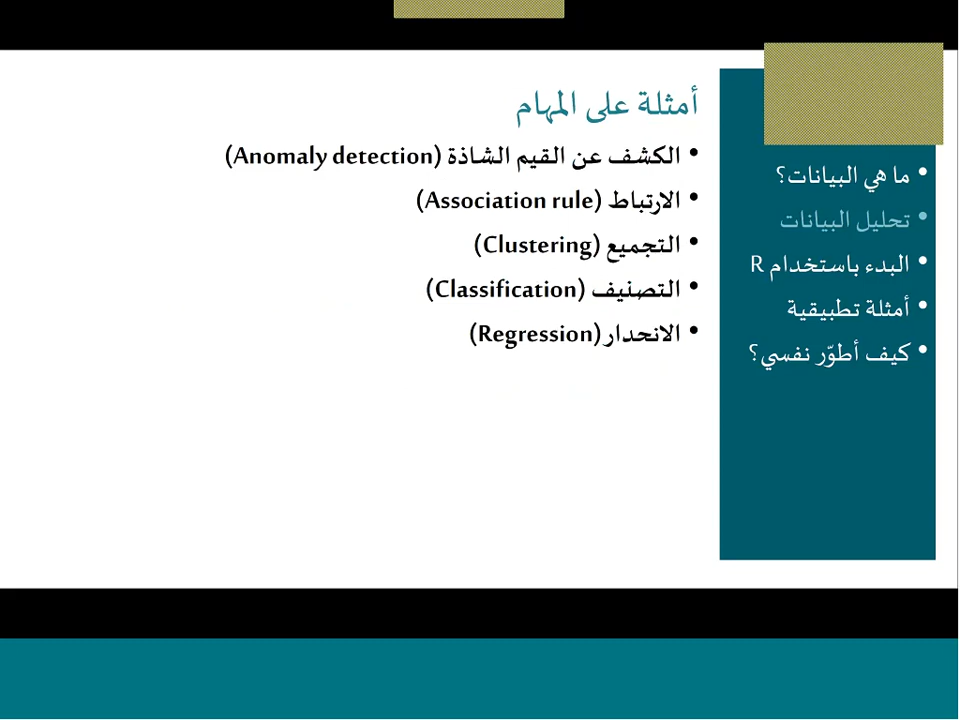 أمثلة على المهام
• الكشف عن القيم الشاذة (Anomaly detection)
• الارتباط (Association rule)
• التجميع (Clustering)
• التصنيف (Classification)
• الانحدار (Regression)
• ما هي البيانات؟
• تحليل البيانات
• البدء باستخدام R
• أمثلة تطبيقية
• كيف أطوّر نفسي؟